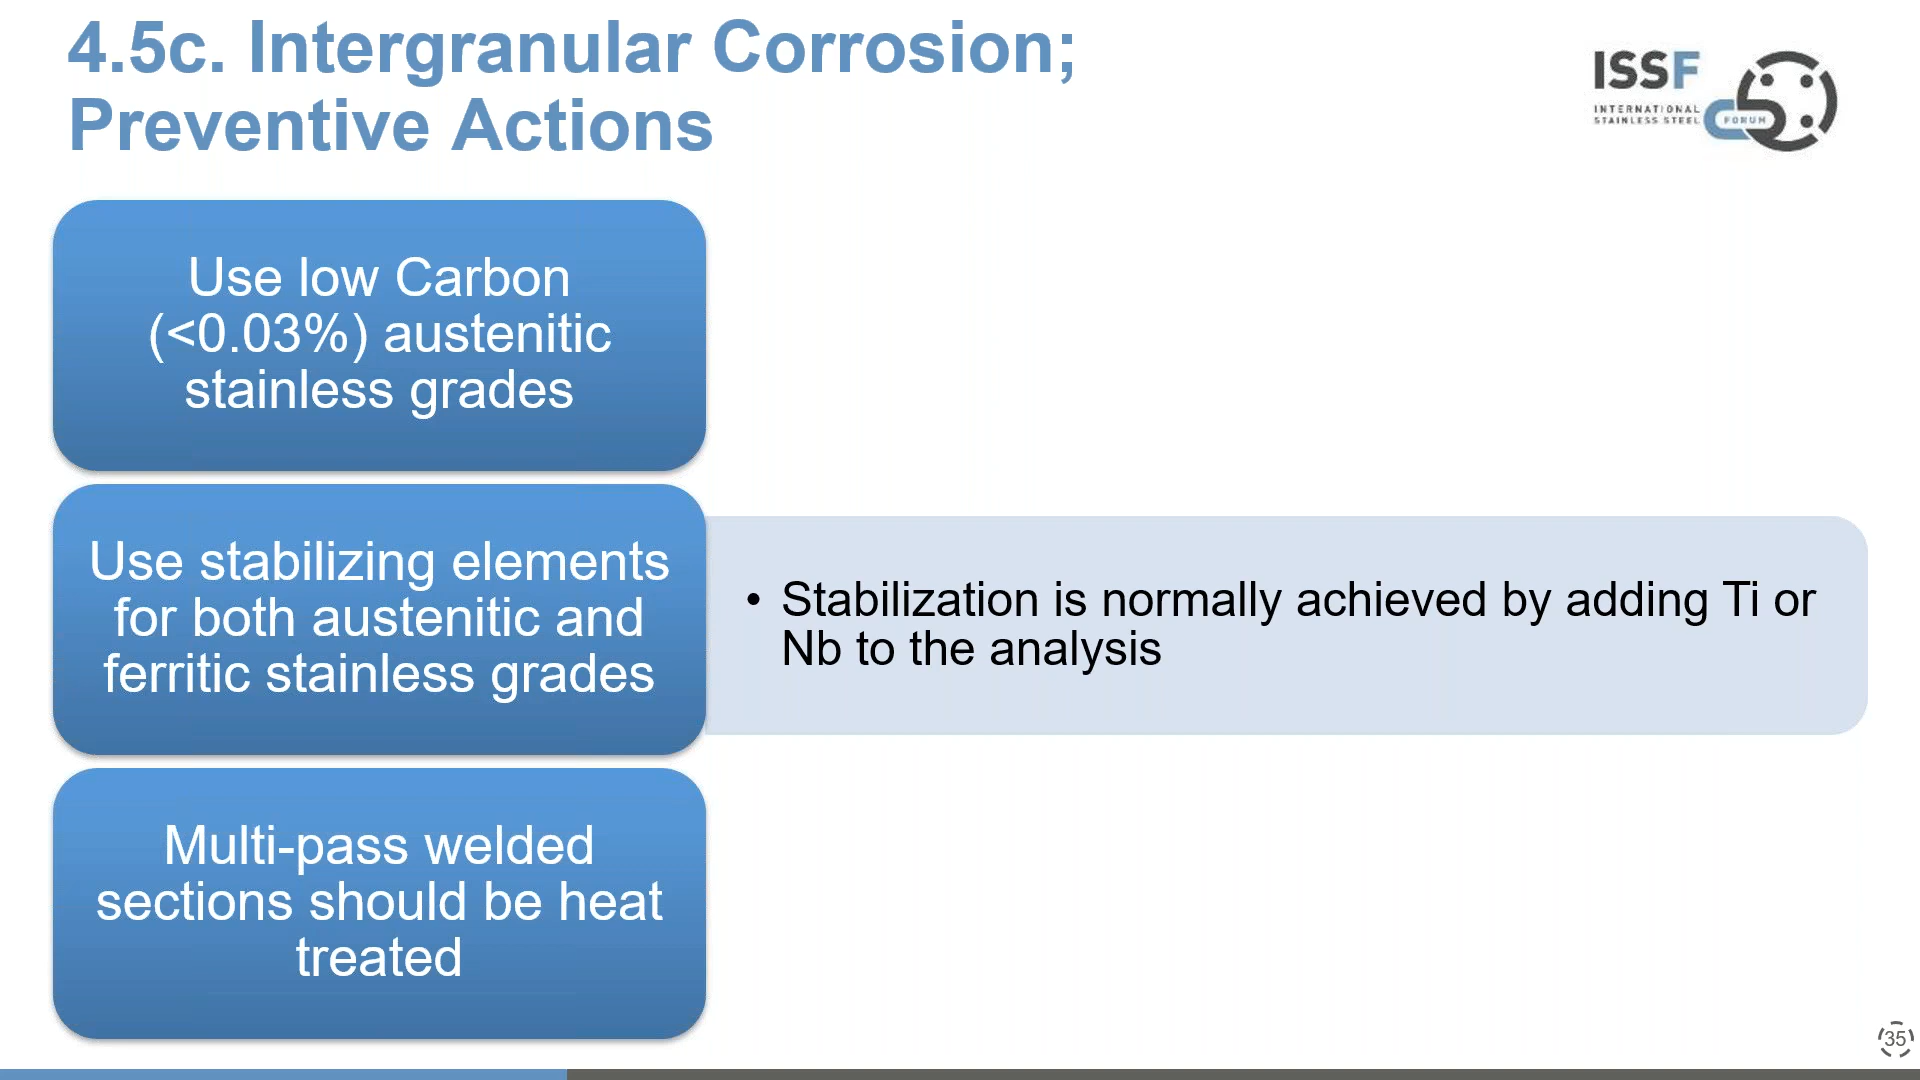 4.5c. Intergranular Corrosion;
Preventive Actions
ISSF
INTERNATIONAL
STAINLESS STEEL
FORUM
Use low Carbon
(<0.03%) austenitic
stainless grades
Use stabilizing elements
for both austenitic and
ferritic stainless grades
• Stabilization is normally achieved by adding Ti or
Nb to the analysis
Multi-pass welded
sections should be heat
treated
35